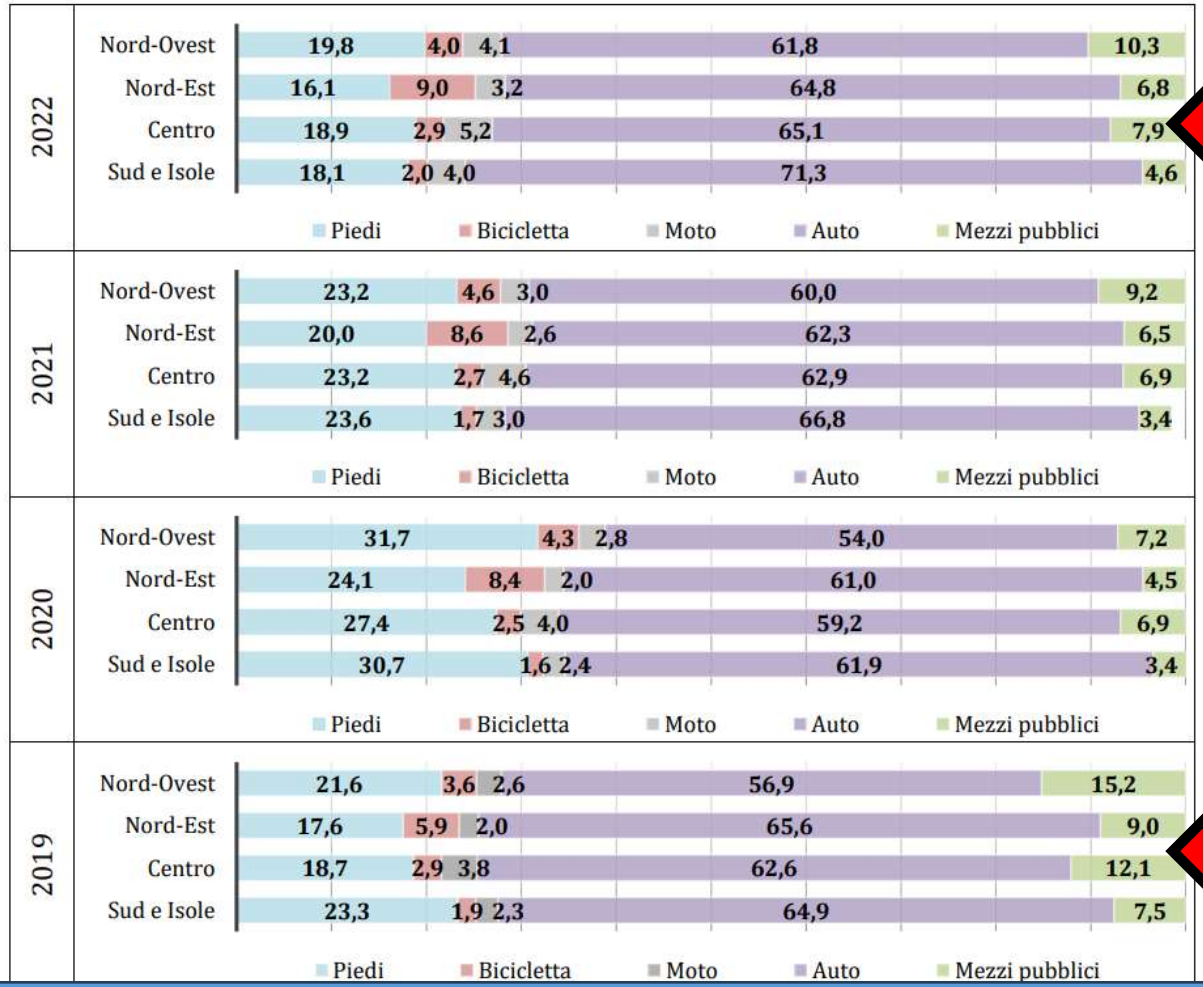 2022
Nord-Ovest 19,8 4,0 4,1 61,8 10,3
Nord-Est 16,1 9,0 3,2 64,8 6,8
Centro 18,9 2,9 5,2 65,1 7,9
Sud e Isole 18,1 2,0 4,0 71,3 4,6
Piedi Bicicletta Moto Auto Mezzi pubblici
2021
Nord-Ovest 23,2 4,6 3,0 60,0 9,2
Nord-Est 20,0 8,6 2,6 62,3 6,5
Centro 23,2 2,7 4,6 62,9 6,9
Sud e Isole 23,6 1,7 3,0 66,8 3,4
Piedi Bicicletta Moto Auto Mezzi pubblici
2020
Nord-Ovest 31,7 4,3 2,8 54,0 7,2
Nord-Est 24,1 8,4 2,0 61,0 4,5
Centro 27,4 2,5 4,0 59,2 6,9
Sud e Isole 30,7 1,6 2,4 61,9 3,4
Piedi Bicicletta Moto Auto Mezzi pubblici
2019
Nord-Ovest 21,6 3,6 2,6 56,9 15,2
Nord-Est 17,6 5,9 2,0 65,6 9,0
Centro 18,7 2,9 3,8 62,6 12,1
Sud e Isole 23,3 1,9 2,3 64,9 7,5
Piedi Bicicletta Moto Auto Mezzi pubblici